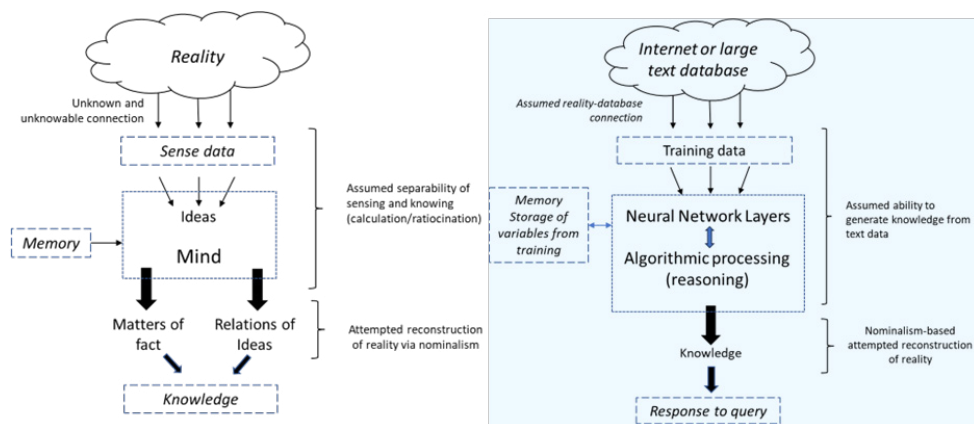 Reality
Unknown and
unknowable connection
Sense data
Assumed separability of
sensing and knowing
(calculation/ratiocination)
Ideas
Mind
Memory
Matters of
fact
Relations of
Ideas
Attempted reconstruction
of reality via nominalism
Knowledge
Internet or large
text database
Assumed reality-database
connection
Training data
Memory
Storage of
variables from
training
Neural Network Layers
Algorithmic processing
(reasoning)
Assumed ability to
generate knowledge from
text data
Knowledge
Nominalism-based
attempted reconstruction
of reality
Response to query